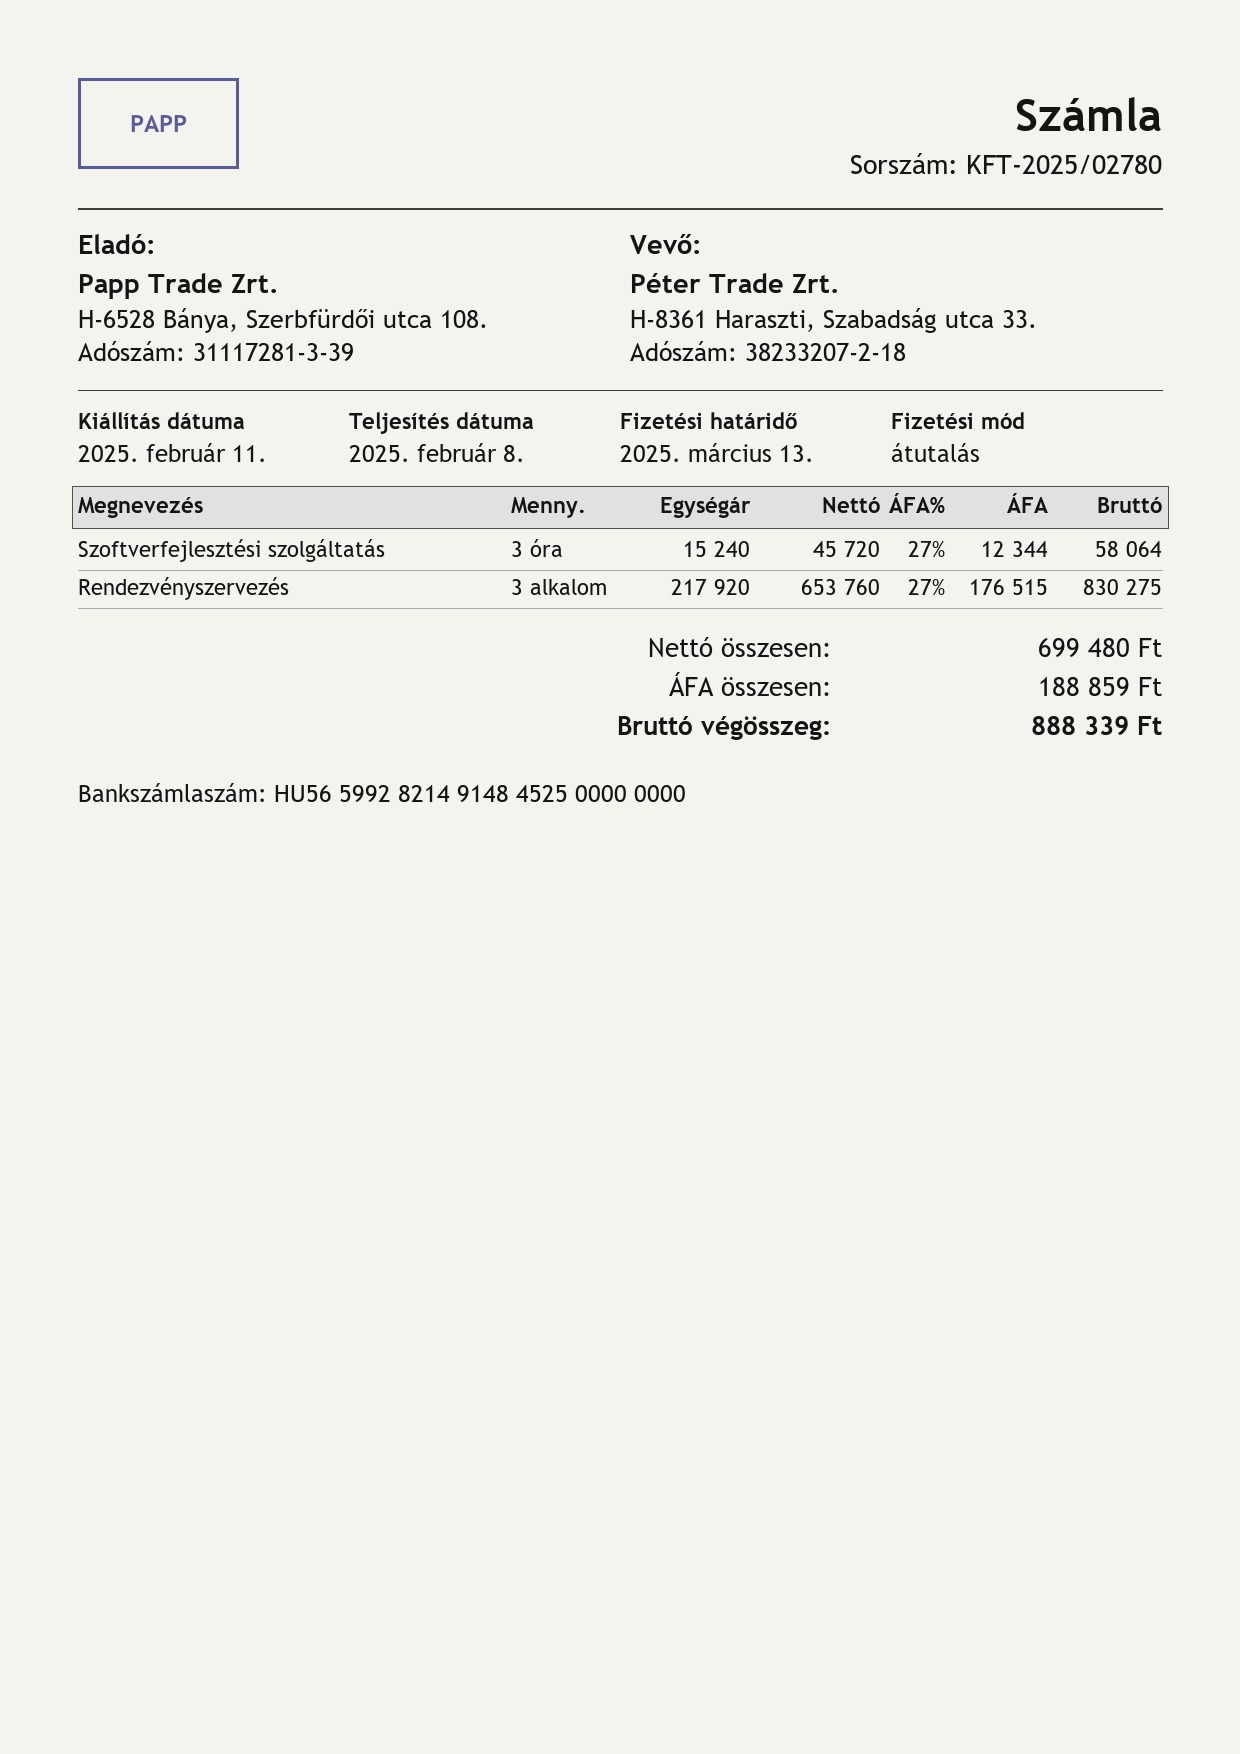 PAPP
Számla
Sorszám: KFT-2025/02780
Eladó:
Papp Trade Zrt.
H-6528 Bánya, Szerbfürdői utca 108.
Adószám: 31117281-3-39
Vevő:
Péter Trade Zrt.
H-8361 Haraszti, Szabadság utca 33.
Adószám: 38233207-2-18
Kiállítás dátuma Teljesítés dátuma Fizetési határidő Fizetési mód
2025. február 11. 2025. február 8. 2025. március 13. átutalás
Megnevezés Menny. Egységár Nettó ÁFA% ÁFA Bruttó
Szoftverfejlesztési szolgáltatás 3 óra 15 240 45 720 27% 12 344 58 064
Rendezvényszervezés 3 alkalom 217 920 653 760 27% 176 515 830 275
Nettó összesen: 699 480 Ft
ÁFA összesen: 188 859 Ft
Bruttó végösszeg: 888 339 Ft
Bankszámlaszám: HU56 5992 8214 9148 4525 0000 0000